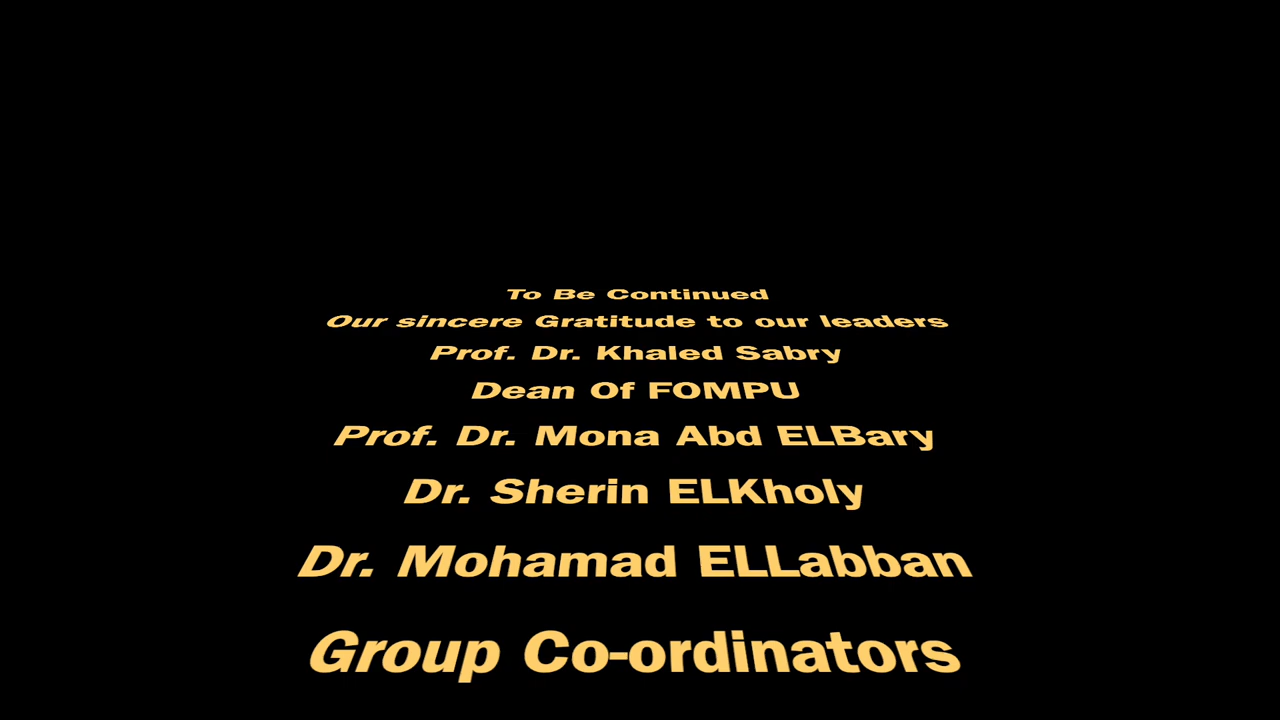 To Be Continued
Our sincere Gratitude to our leaders
Prof. Dr. Khaled Sabry
Dean Of FOMPU
Prof. Dr. Mona Abd ELBary
Dr. Sherin ELKholy
Dr. Mohamad ELLabban
Group Co-ordinators